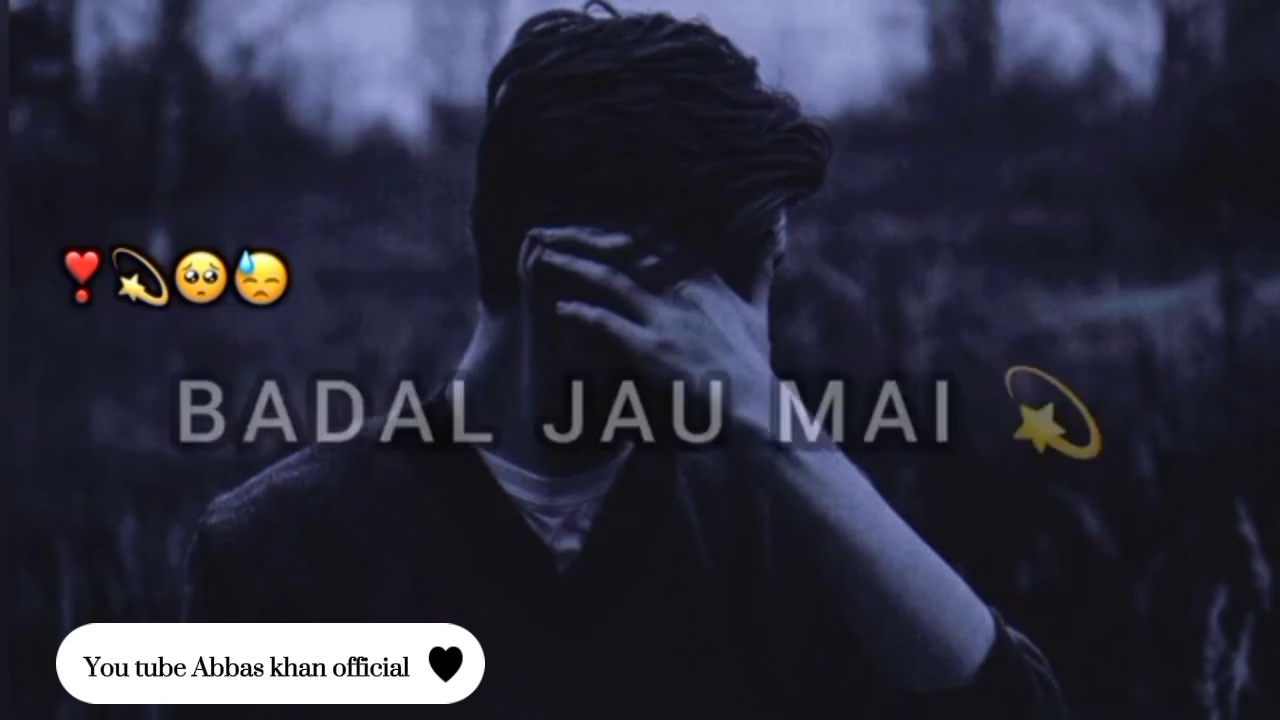 ❣️💫🥺😓
BADAL JAU MAI 💫
You tube Abbas khan official 🖤